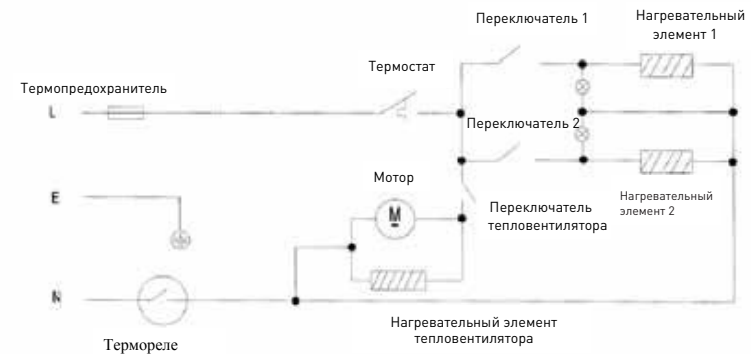 Переключатель 1
Нагревательный
элемент 1
Термостат
Термопредохранитель
L
Переключатель 2
Мотор
E
Переключатель
тепловентилятора
Нагревательный
элемент 2
M
N
Нагревательный элемент
тепловентилятора
Термореле